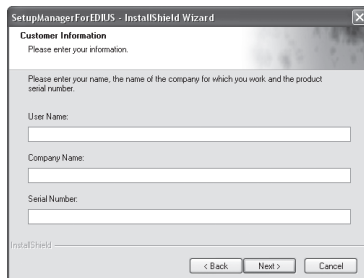 SetupManagerForEDIUS - InstallShield Wizard
Customer Information
Please enter your information.
Please enter your name, the name of the company for which you work and the product
serial number.
User Name:
Company Name:
Serial Number:
InstallShield
< Back
Next >
Cancel